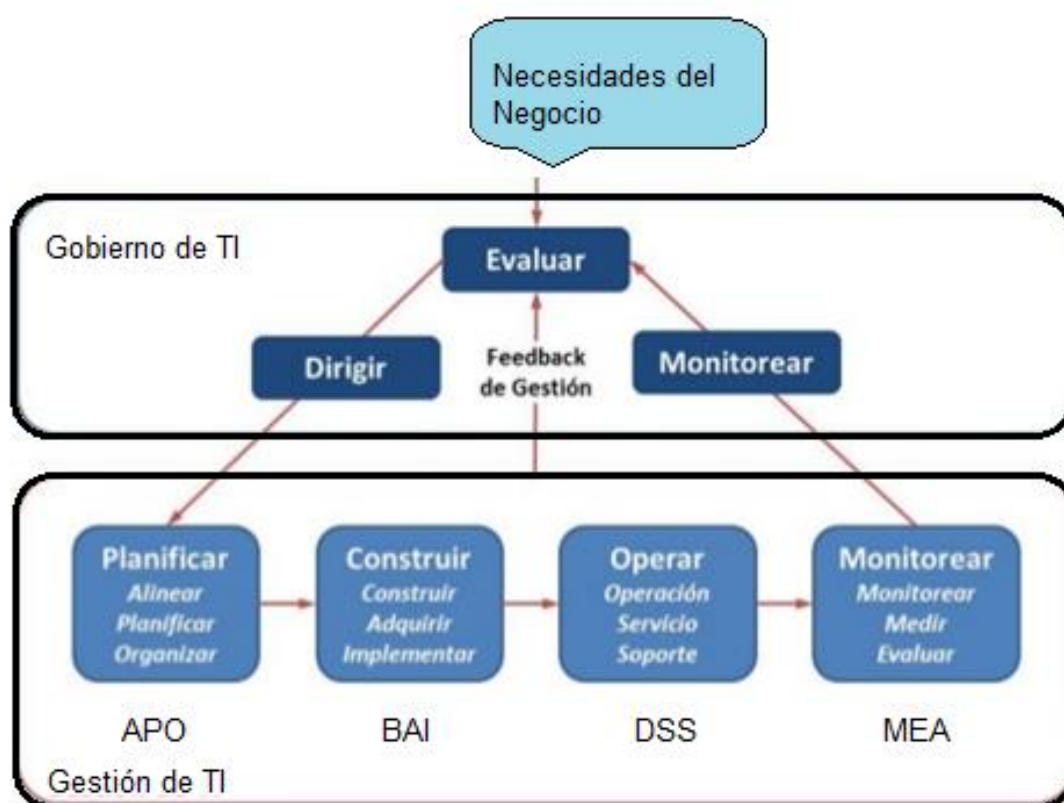 Necesidades del
Negocio
Gobierno de TI
Evaluar
Dirigir
Feedback
de Gestión
Monitorear
Planificar
Alinear
Planificar
Organizar
Construir
Construir
Adquirir
Implementar
Operar
Operación
Servicio
Soporte
Monitorear
Monitorear
Medir
Evaluar
APO
BAI
DSS
MEA
Gestión de TI